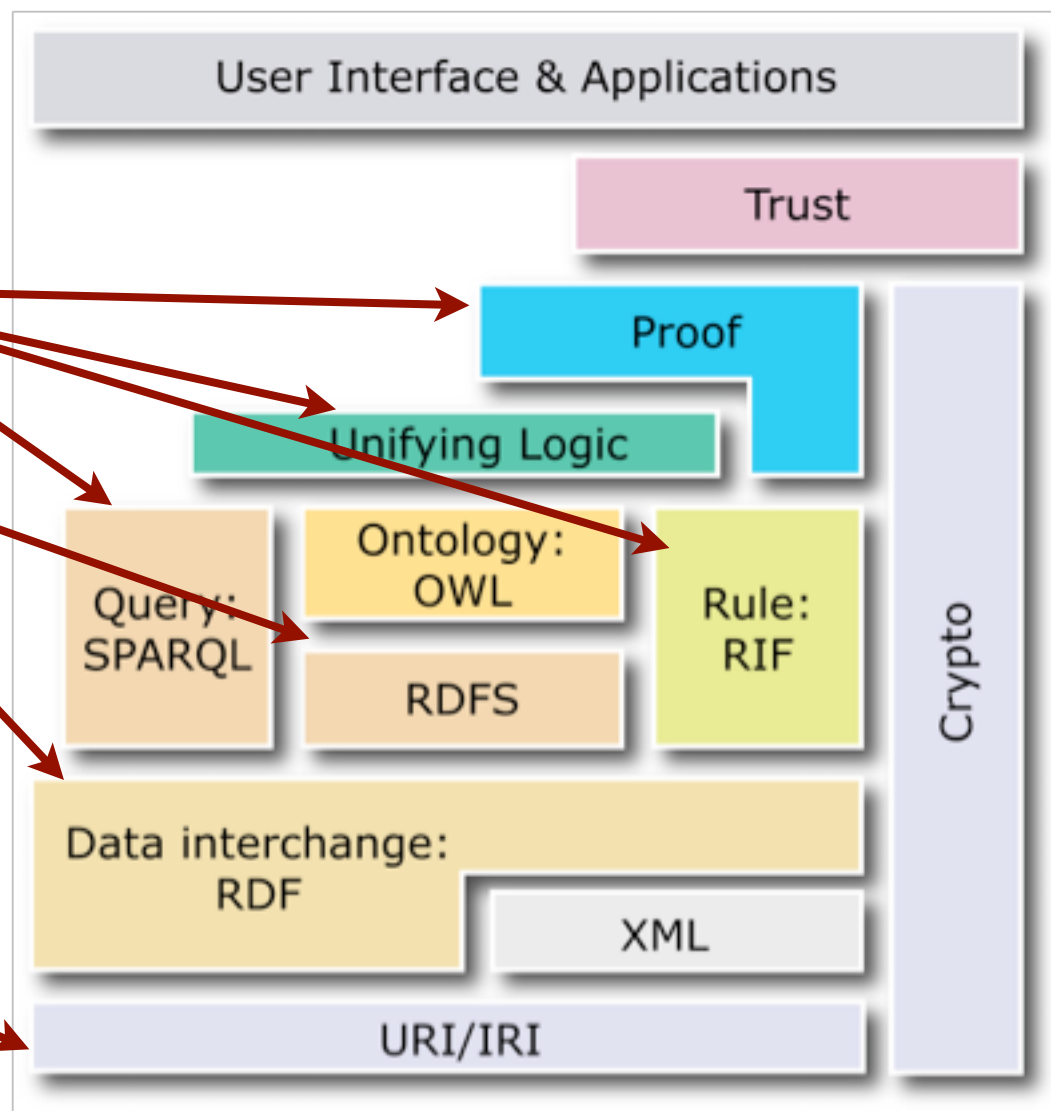 User Interface & Applications
Trust
Proof
Unifying Logic
Query:
SPARQL
Ontology:
OWL
RDFS
Rule:
RIF
Crypto
Data interchange:
RDF
XML
URI/IRI